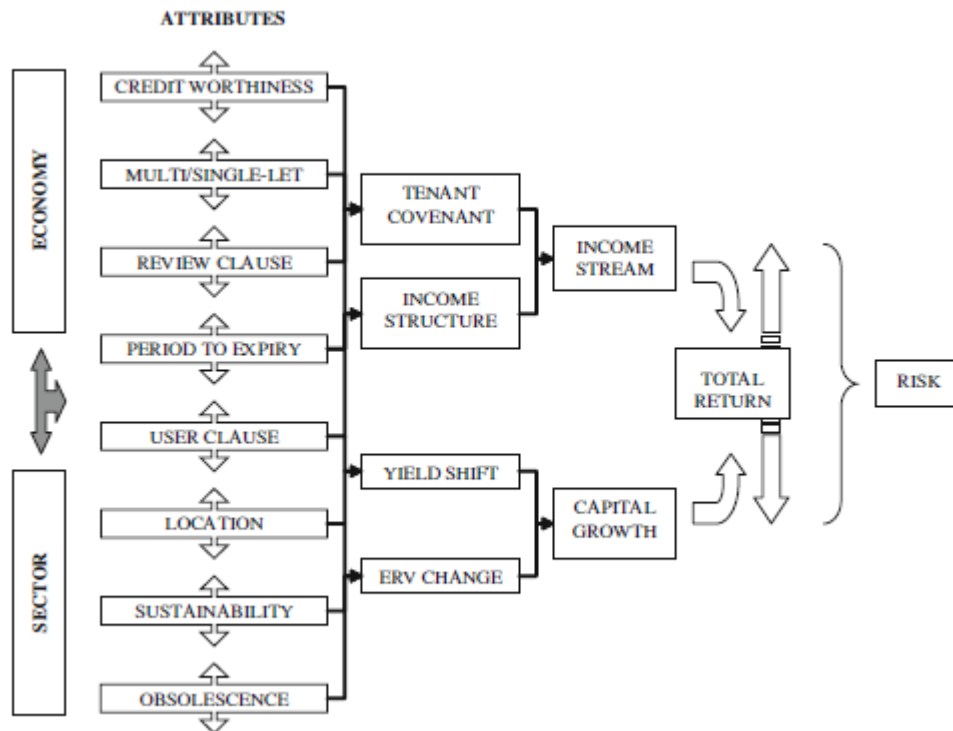 ATTRIBUTES
ECONOMY
SECTOR
CREDIT WORTHINESS
MULTI/SINGLE-LET
REVIEW CLAUSE
PERIOD TO EXPIRY
USER CLAUSE
LOCATION
SUSTAINABILITY
OBSOLESCENCE
TENANT
COVENANT
INCOME
STRUCTURE
YIELD SHIFT
ERV CHANGE
INCOME
STREAM
CAPITAL
GROWTH
TOTAL
RETURN
RISK